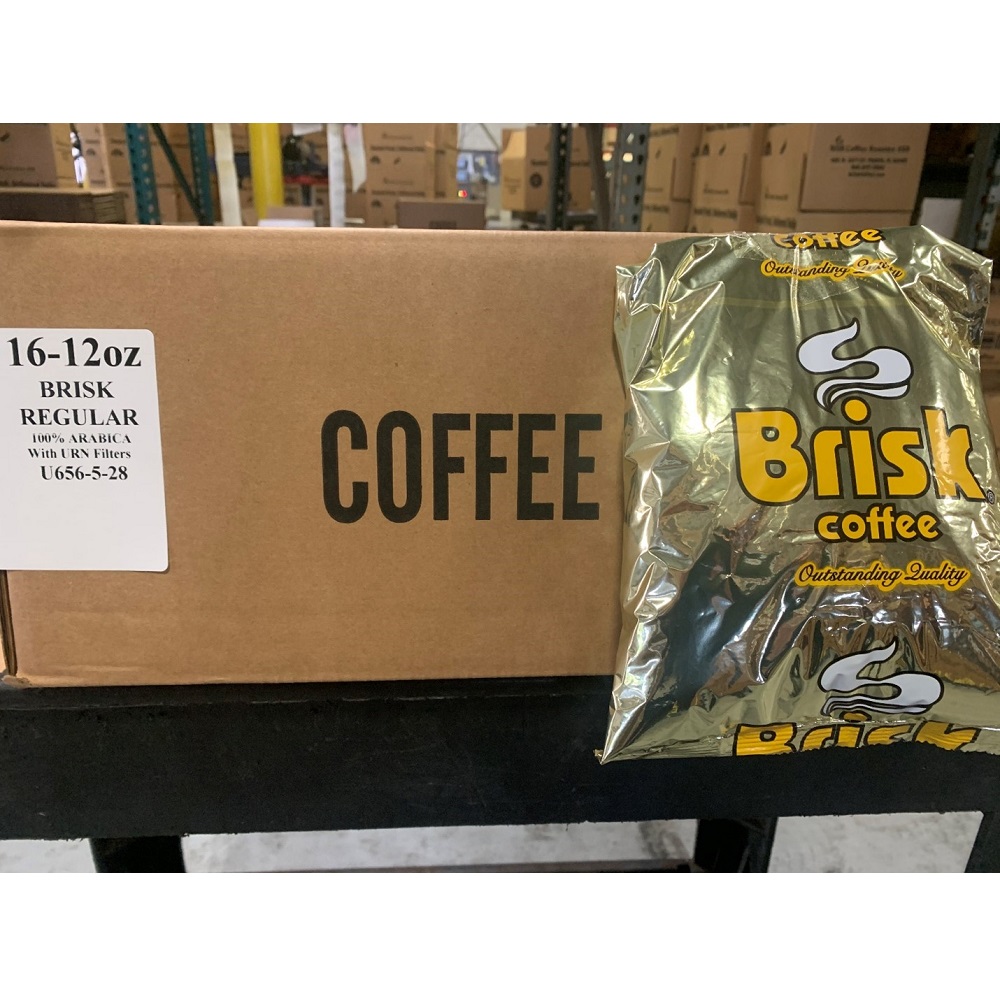 16-12oz
BRISK
REGULAR
100% ARABICA
With URN Filters
U656-5-28
COFFEE
coffee
Outstanding Quality
Brisk
coffee
Outstanding Quality
Brisk